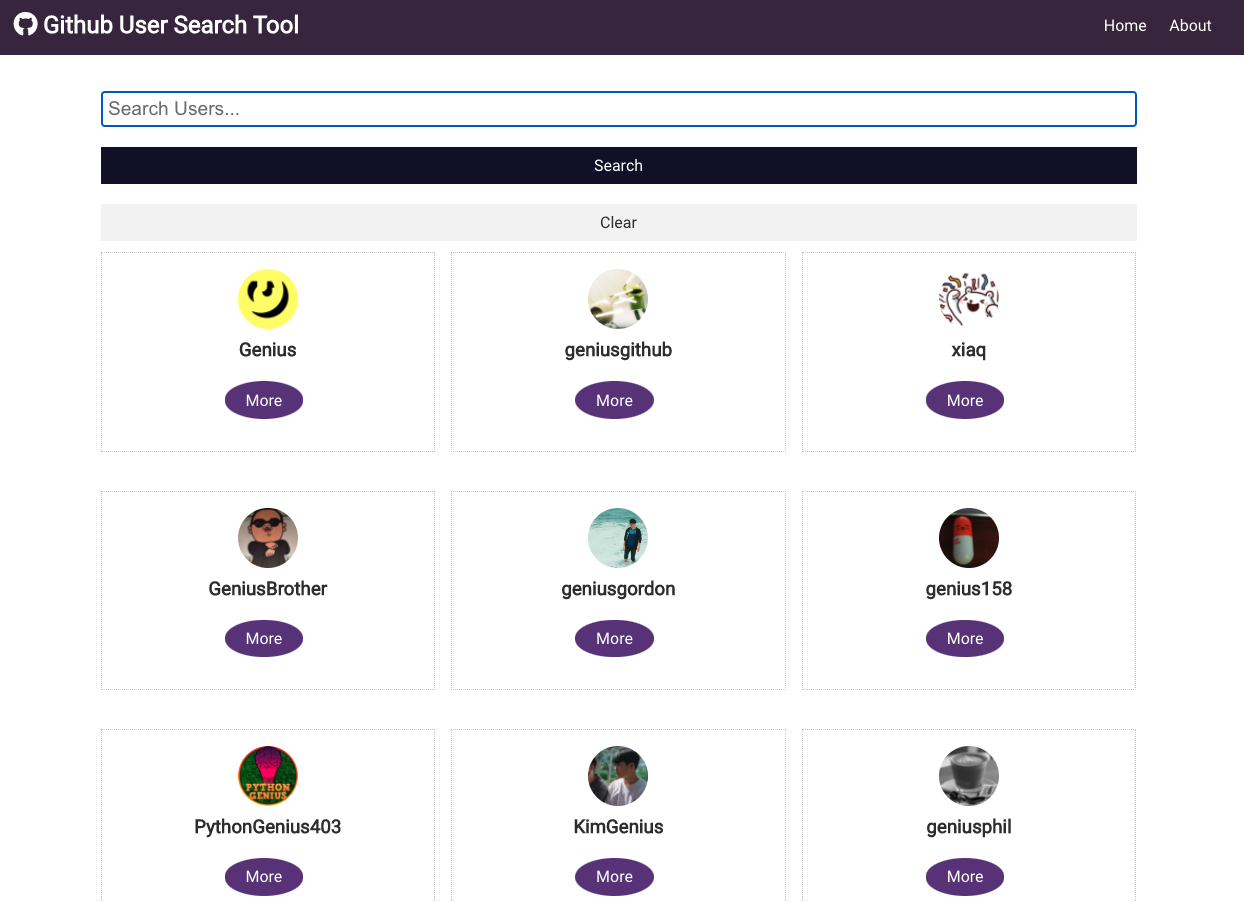 Github User Search Tool
Home About
Search Users...
Search
Clear
Genius
More
geniusgithub
More
xiaq
More
GeniusBrother
More
geniusgordon
More
genius158
More
PYTHON
GENIUS
PythonGenius403
More
KimGenius
More
geniusphil
More